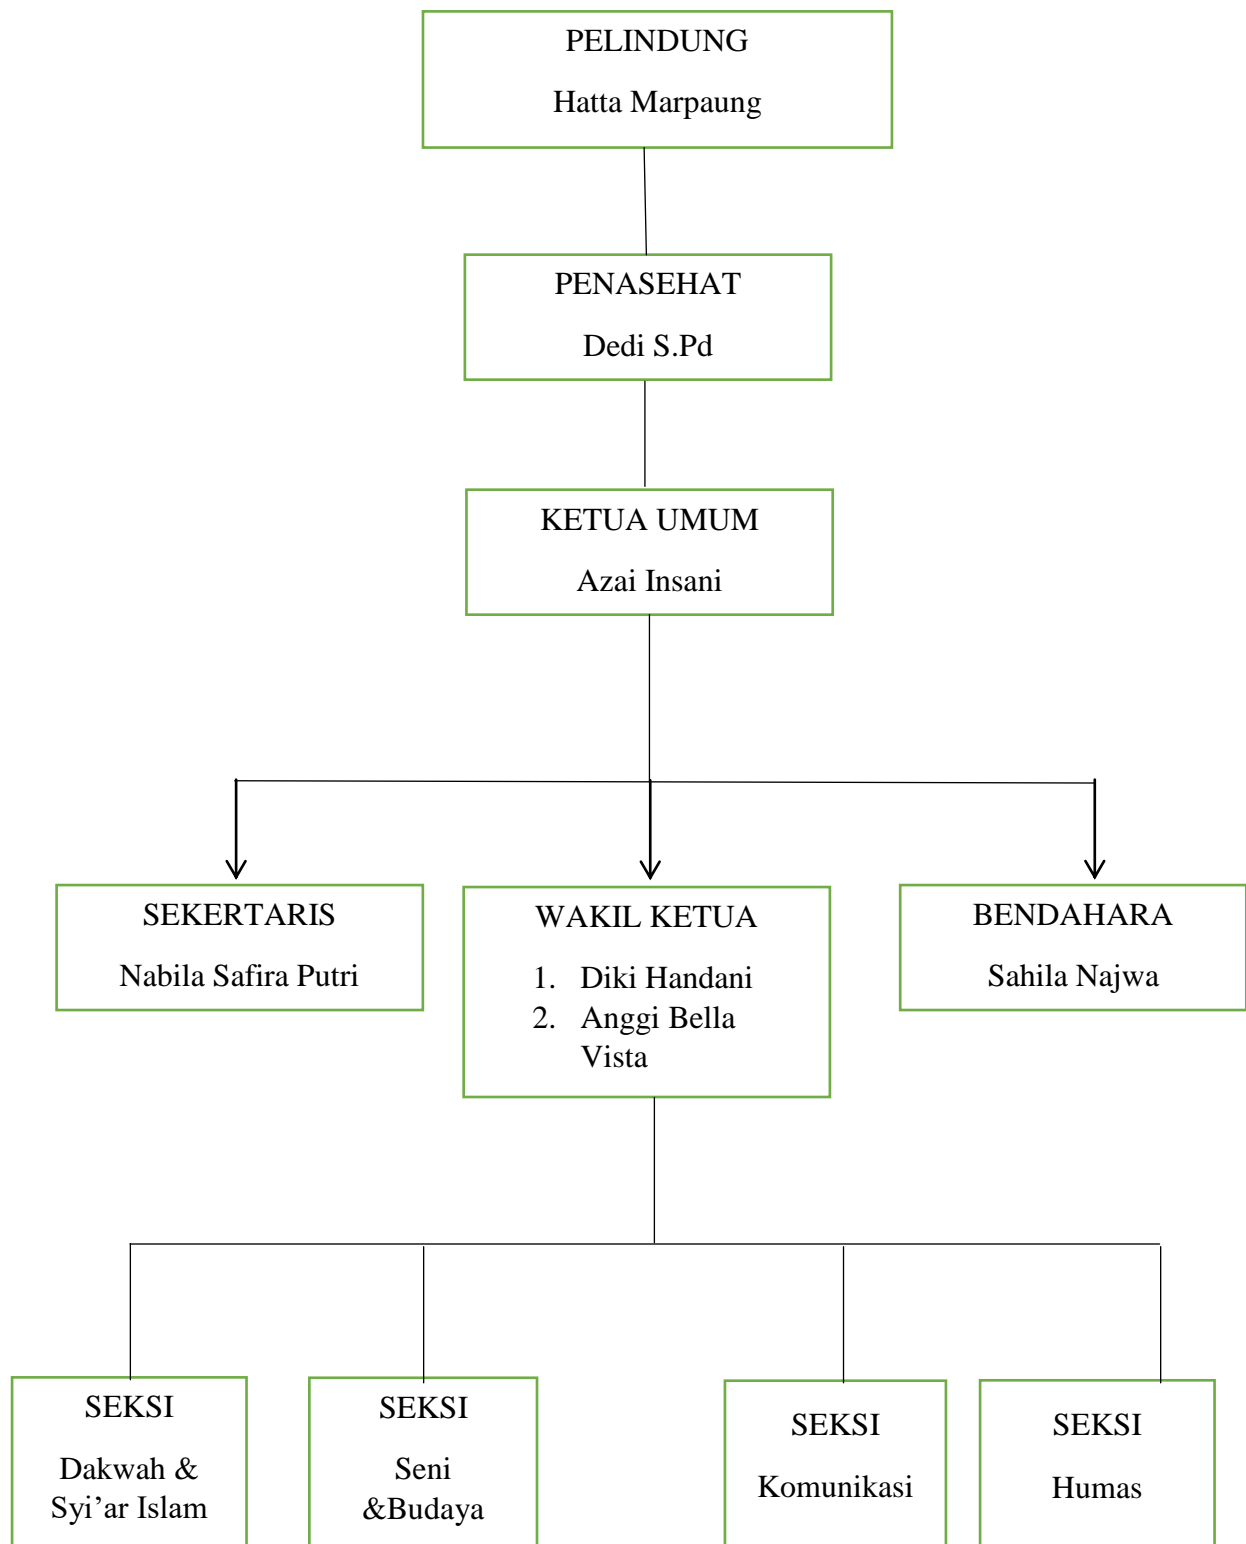 PELINDUNG
Hatta Marpaung
PENASEHAT
Dedi S.Pd
KETUA UMUM
Azai Insani
SEKERTARIS
Nabila Safira Putri
WAKIL KETUA
1. Diki Handani
2. Anggi Bella
Vista
BENDAHARA
Sahila Najwa
SEKSI
Dakwah &
Syi’ar Islam
SEKSI
Seni
&Budaya
SEKSI
Komunikasi
SEKSI
Humas